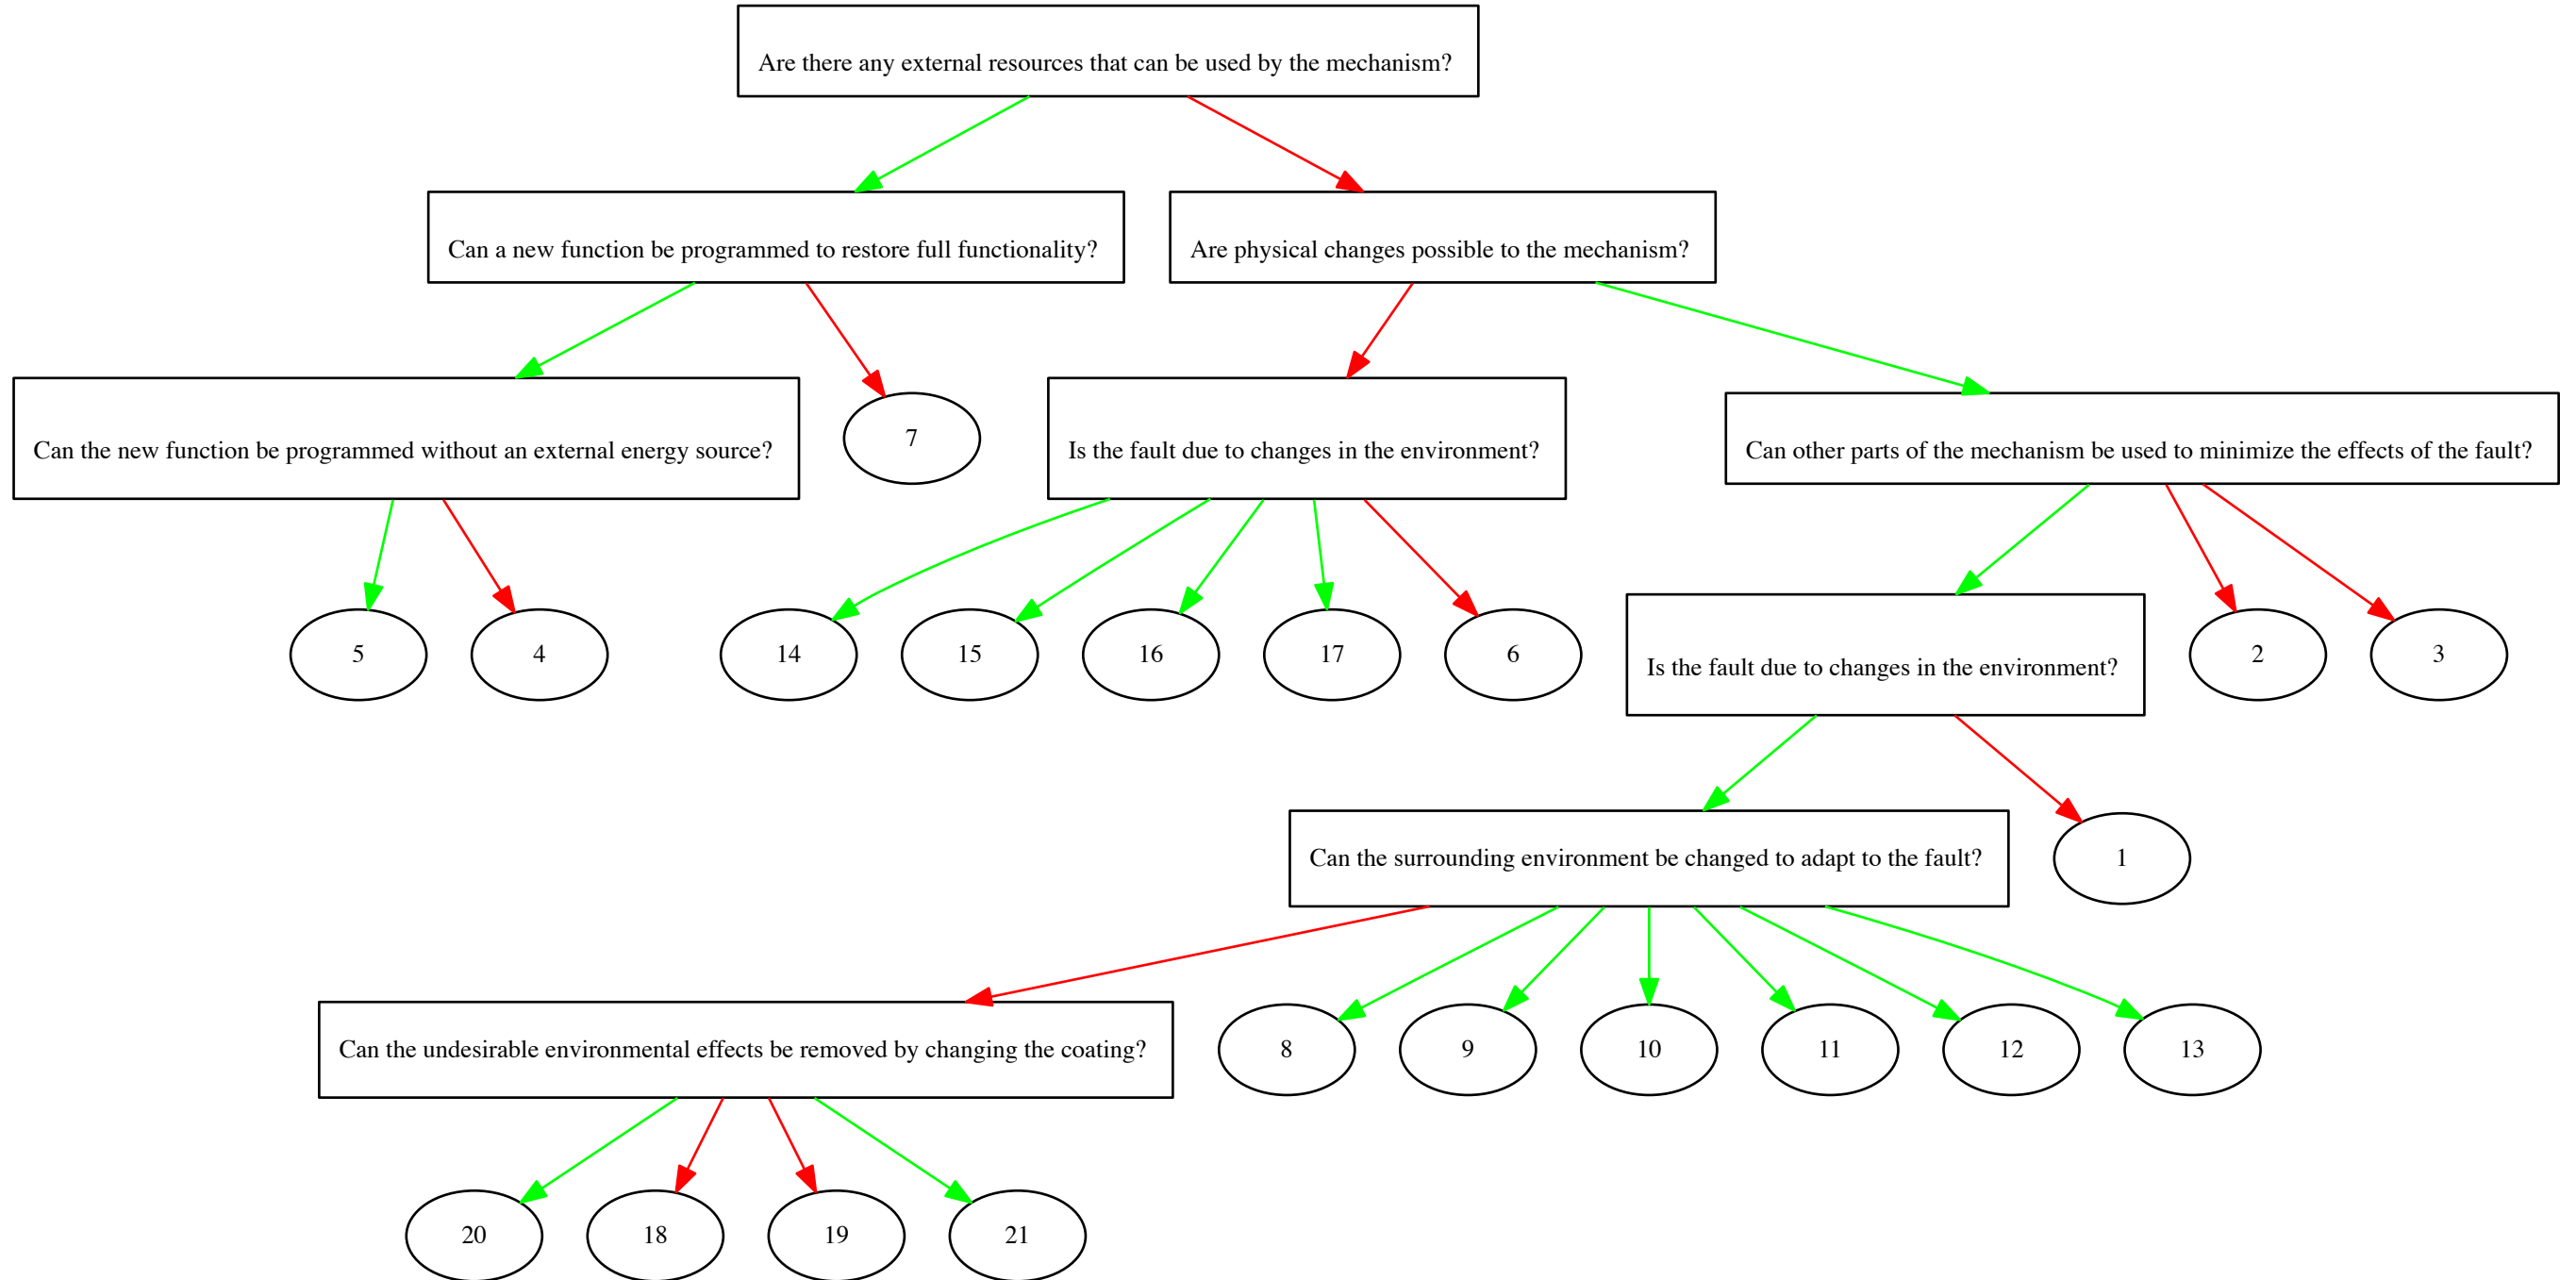 Are there any external resources that can be used by the mechanism?
Can a new function be programmed to restore full functionality?
Are physical changes possible to the mechanism?
Can the new function be programmed without an external energy source?
7
Is the fault due to changes in the environment?
Can other parts of the mechanism be used to minimize the effects of the fault?
5
4
14
15
16
17
6
Is the fault due to changes in the environment?
2
3
Can the surrounding environment be changed to adapt to the fault?
1
Can the undesirable environmental effects be removed by changing the coating?
8
9
10
11
12
13
20
18
19
21